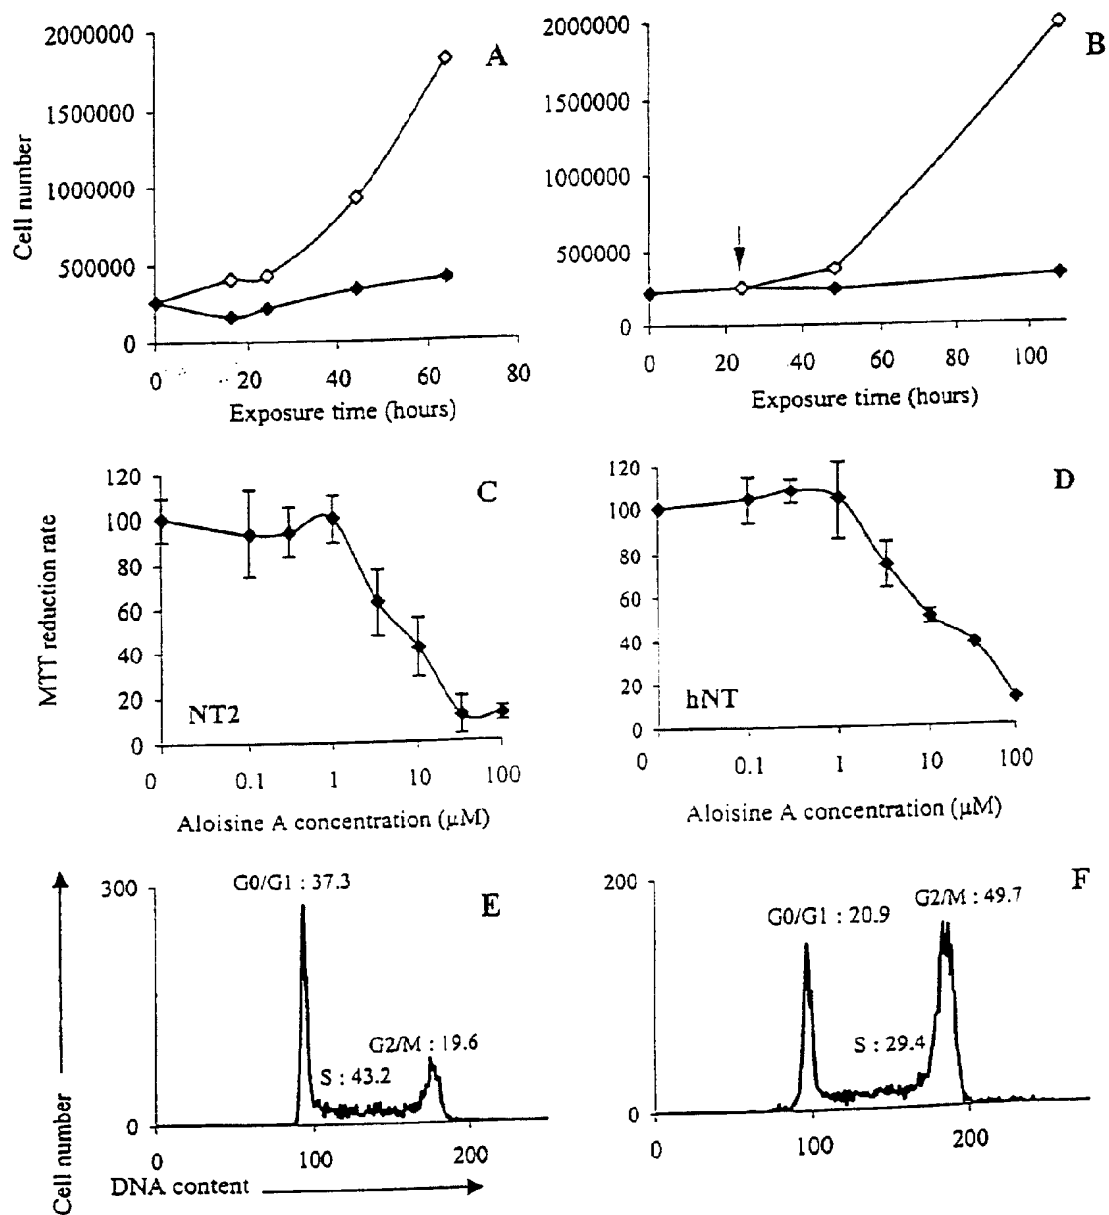 A
2000000
1500000
1000000
500000
0
Cell number
0 20 40 60 80
Exposure time (hours)
B
2000000
1500000
1000000
500000
0
0 20 40 60 80 100
Exposure time (hours)
C
120
100
80
60
40
20
0
MTT reduction rate
NT2
0 0.1 1 10 100
Aloisine A concentration (μM)
D
120
100
80
60
40
20
0
hNT
0 0.1 1 10 100
Aloisine A concentration (μM)
E
300
0
Cell number
G0/G1 : 37.3
G2/M : 19.6
S : 43.2
0 100 200
DNA content
F
200
100
0
G0/G1 : 20.9
G2/M : 49.7
S : 29.4
0 100 200